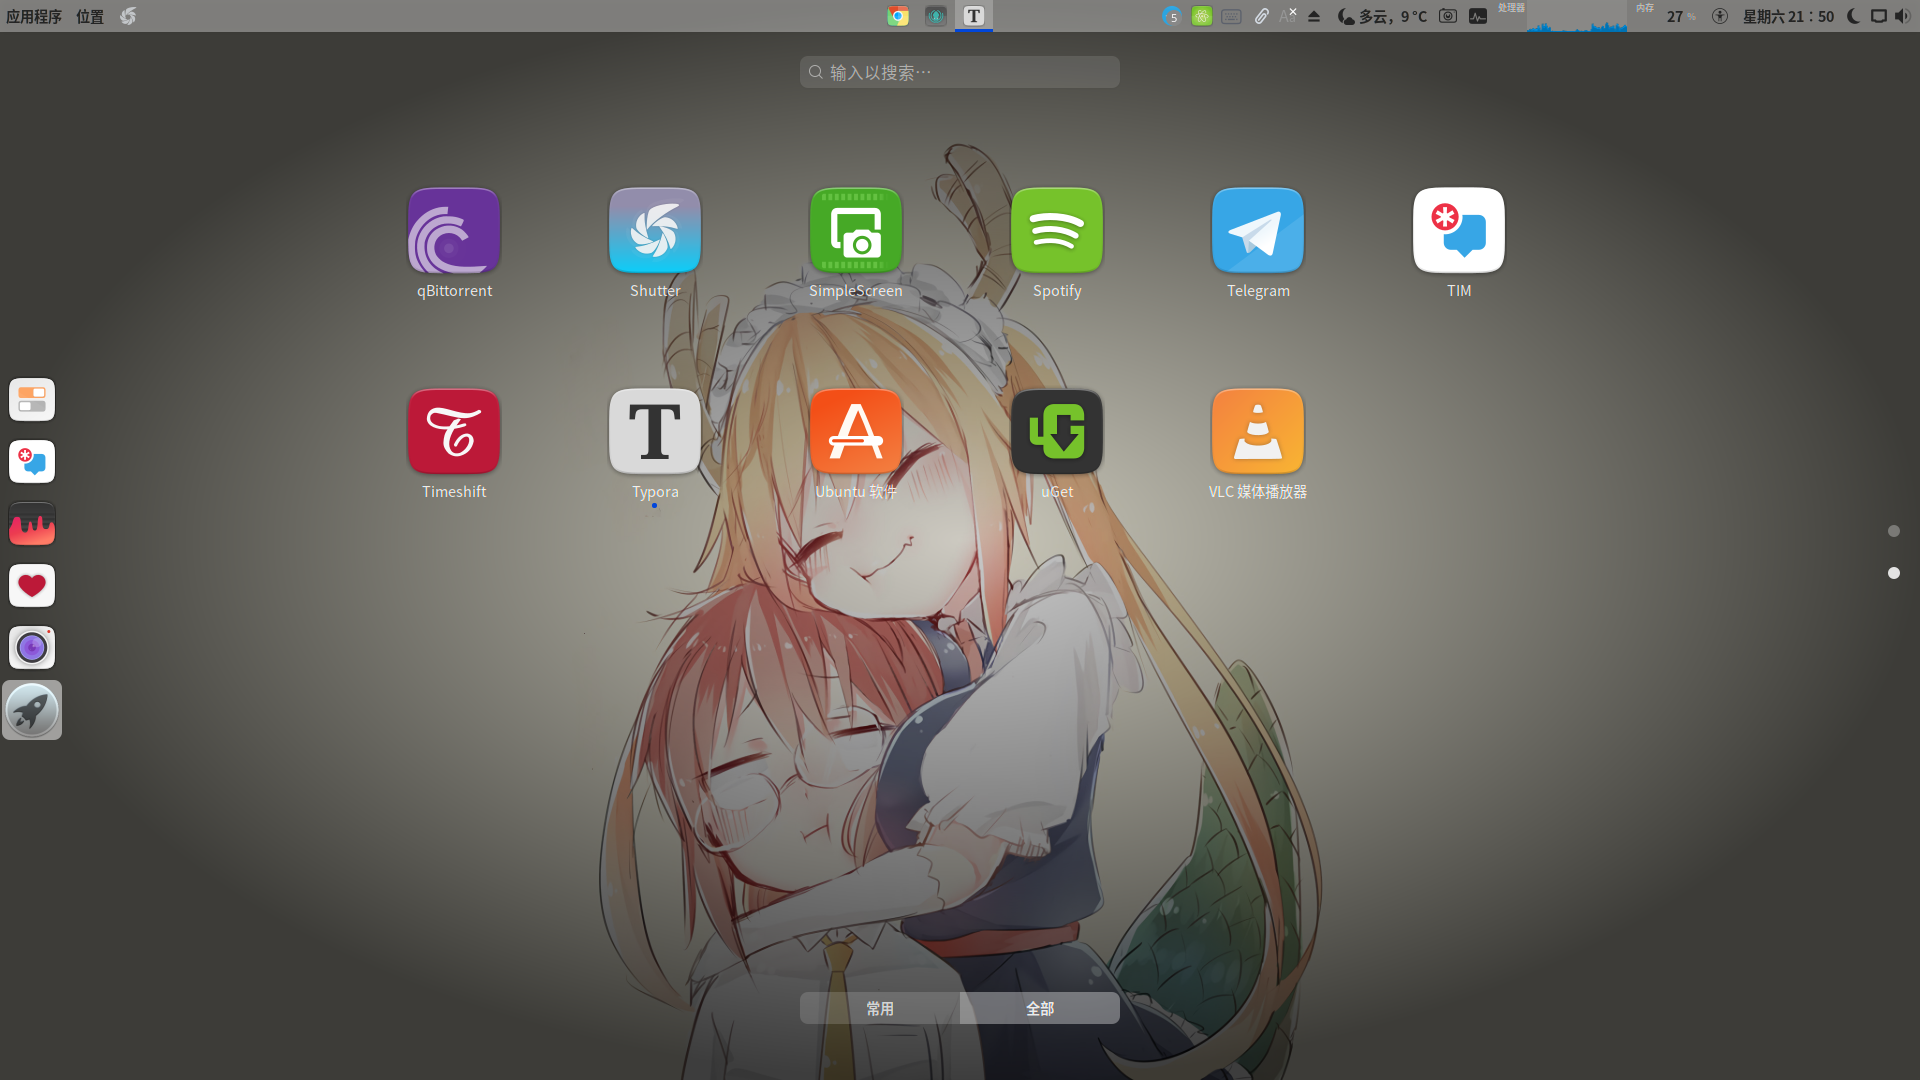 应用程序 位置 T 5 多云，9 °C 处理器 内存 27 % 星期六 21：50
输入以搜索…
qBittorrent Shutter SimpleScreen Spotify Telegram TIM
Timeshift Typora Ubuntu 软件 uGet VLC 媒体播放器
常用 全部